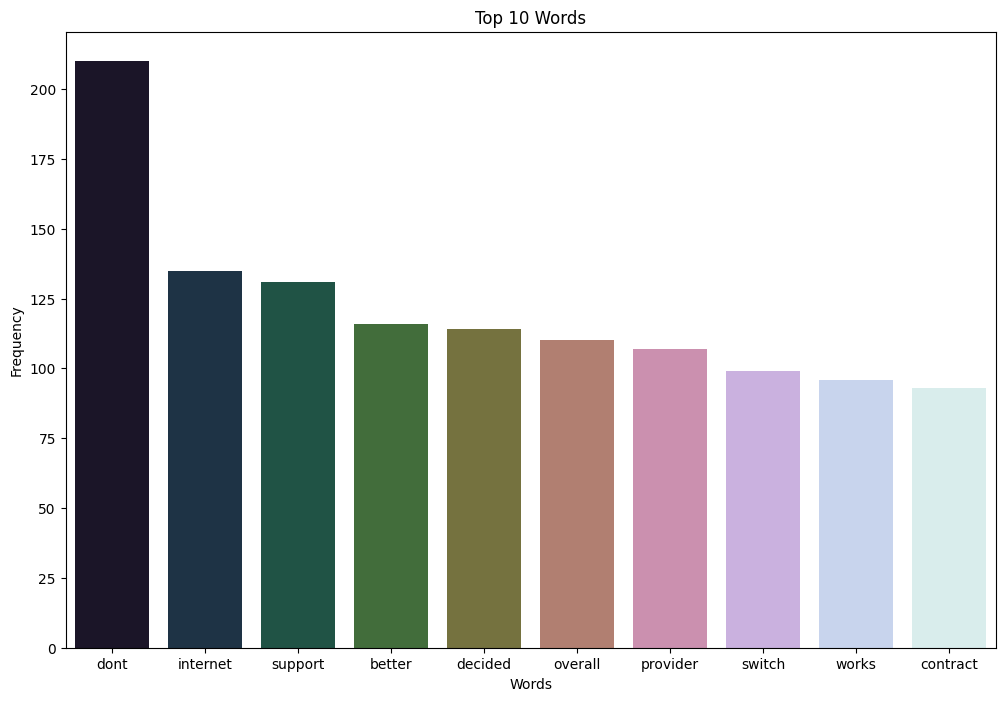 Top 10 Words
Frequency
200
175
150
125
100
75
50
25
0
dont internet support better decided overall provider switch works contract
Words